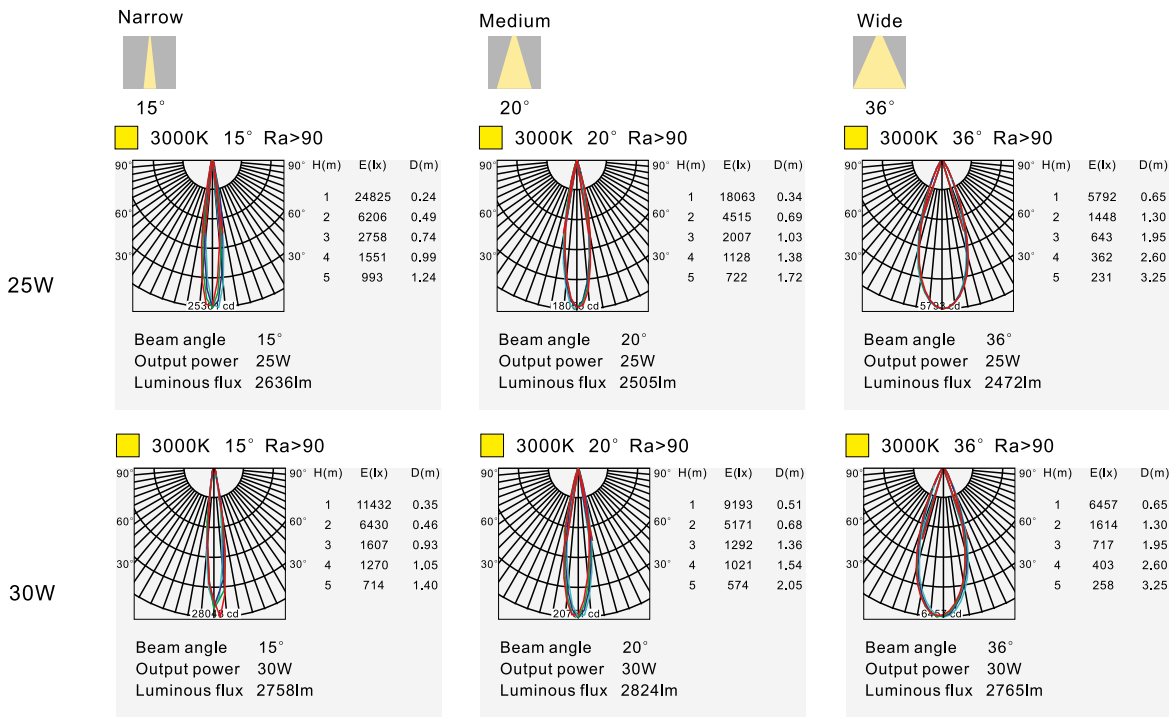 Narrow Medium Wide
15° 20° 36°
25W
3000K 15° Ra>90
90° 90° H(m) E(lx) D(m)
1 24825 0.24
60° 60° 2 6206 0.49
3 2758 0.74
30° 30° 4 1551 0.99
5 993 1.24
Beam angle 15°
Output power 25W
Luminous flux 2636lm
3000K 20° Ra>90
90° 90° H(m) E(lx) D(m)
1 18063 0.34
60° 60° 2 4515 0.69
3 2007 1.03
30° 30° 4 1128 1.38
5 722 1.72
Beam angle 20°
Output power 25W
Luminous flux 2505lm
3000K 36° Ra>90
90° 90° H(m) E(lx) D(m)
1 5792 0.65
60° 60° 2 1448 1.30
3 643 1.95
30° 30° 4 362 2.60
5 231 3.25
5793 cd
Beam angle 36°
Output power 25W
Luminous flux 2472lm
30W
3000K 15° Ra>90
90° 90° H(m) E(lx) D(m)
1 11432 0.35
60° 60° 2 6430 0.46
3 1607 0.93
30° 30° 4 1270 1.05
5 714 1.40
Beam angle 15°
Output power 30W
Luminous flux 2758lm
3000K 20° Ra>90
90° 90° H(m) E(lx) D(m)
1 9193 0.51
60° 60° 2 5171 0.68
3 1292 1.36
30° 30° 4 1021 1.54
5 574 2.05
Beam angle 20°
Output power 30W
Luminous flux 2824lm
3000K 36° Ra>90
90° 90° H(m) E(lx) D(m)
1 6457 0.65
60° 60° 2 1614 1.30
3 717 1.95
30° 30° 4 403 2.60
5 258 3.25
6457 cd
Beam angle 36°
Output power 30W
Luminous flux 2765lm